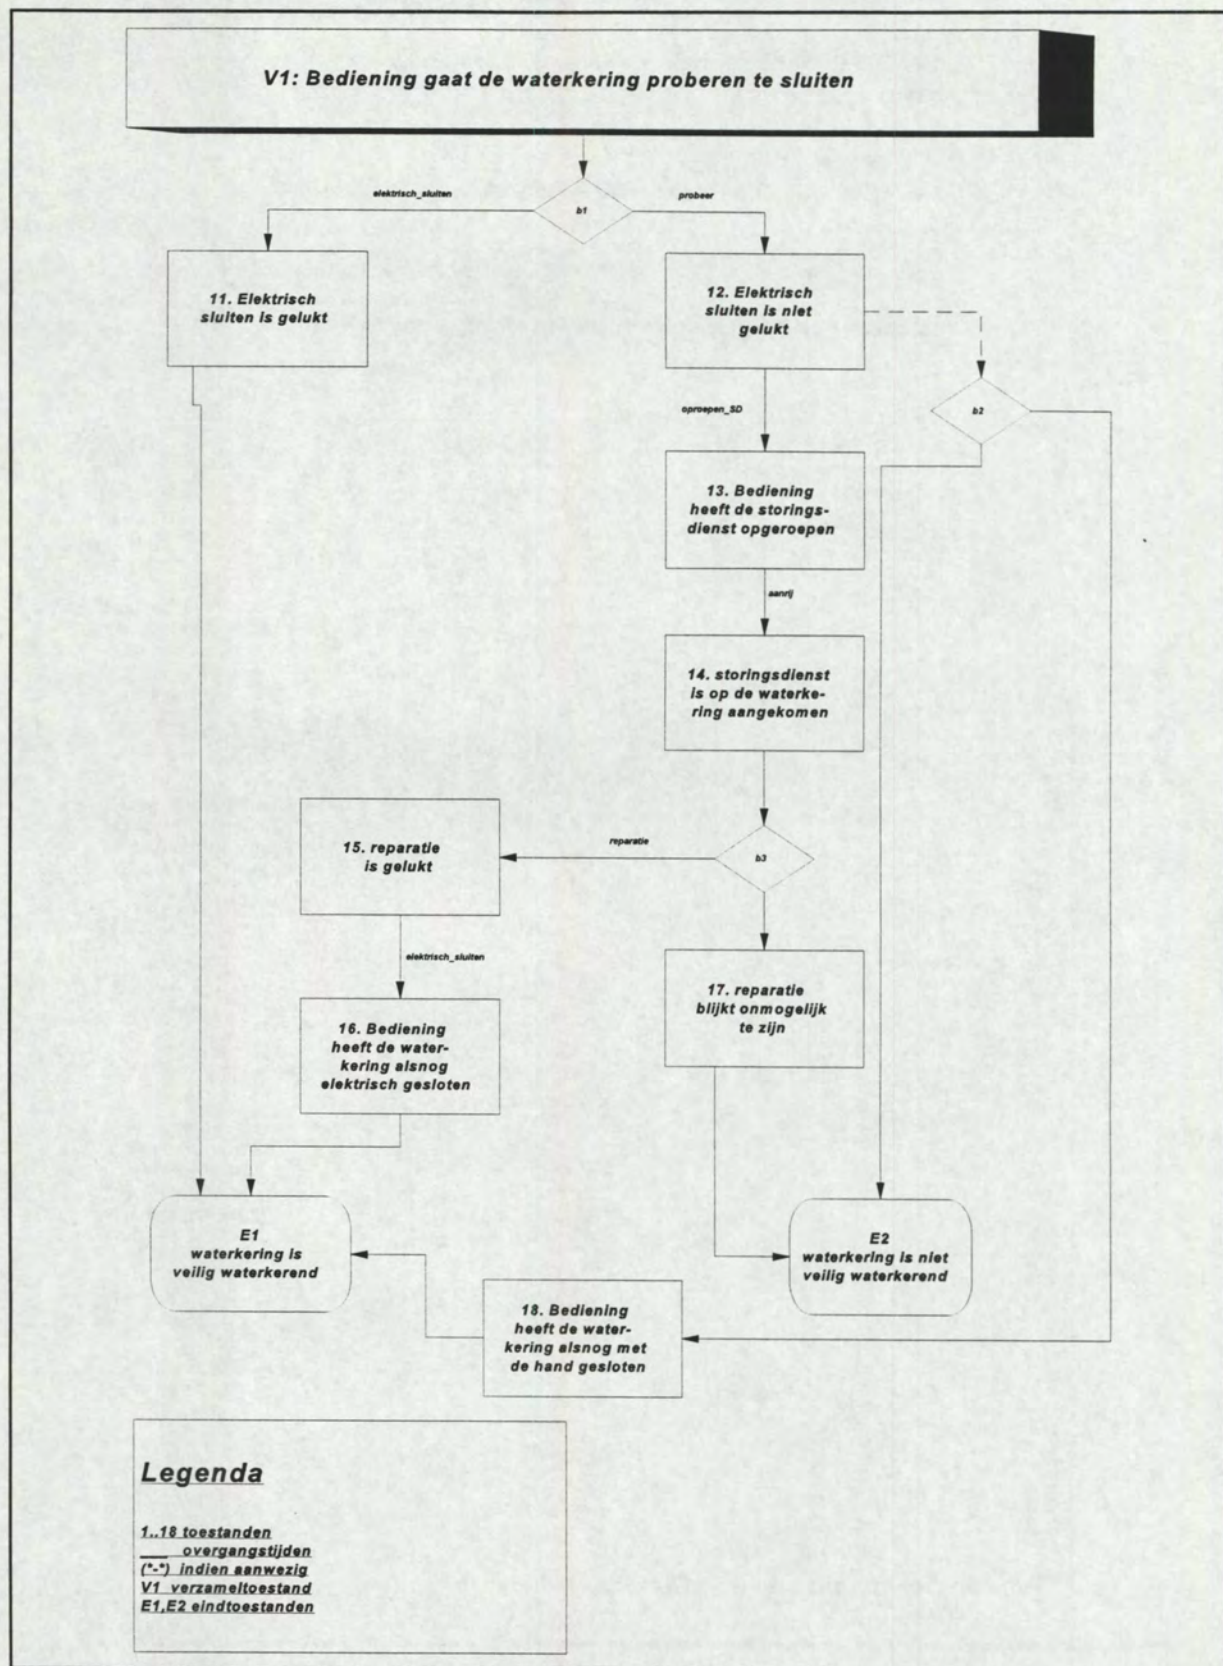 V1: Bediening gaat de waterkering proberen te sluiten
elektrisch_sluiten
b1
probeer
11. Elektrisch
sluiten is gelukt
12. Elektrisch
sluiten is niet
gelukt
b2
oproepen_SD
13. Bediening
heeft de storings-
dienst opgeroepen
aanrij
14. storingsdienst
is op de waterke-
ring aangekomen
15. reparatie
is gelukt
reparatie
b3
elektrisch_sluiten
16. Bediening
heeft de water-
kering alsnog
elektrisch gesloten
17. reparatie
blijkt onmogelijk
te zijn
E1
waterkering is
veilig waterkerend
E2
waterkering is niet
veilig waterkerend
18. Bediening
heeft de water-
kering alsnog met
de hand gesloten
Legenda
1..18 toestanden
___ overgangstijden
(*-*) indien aanwezig
V1 verzameltoestand
E1,E2 eindtoestanden